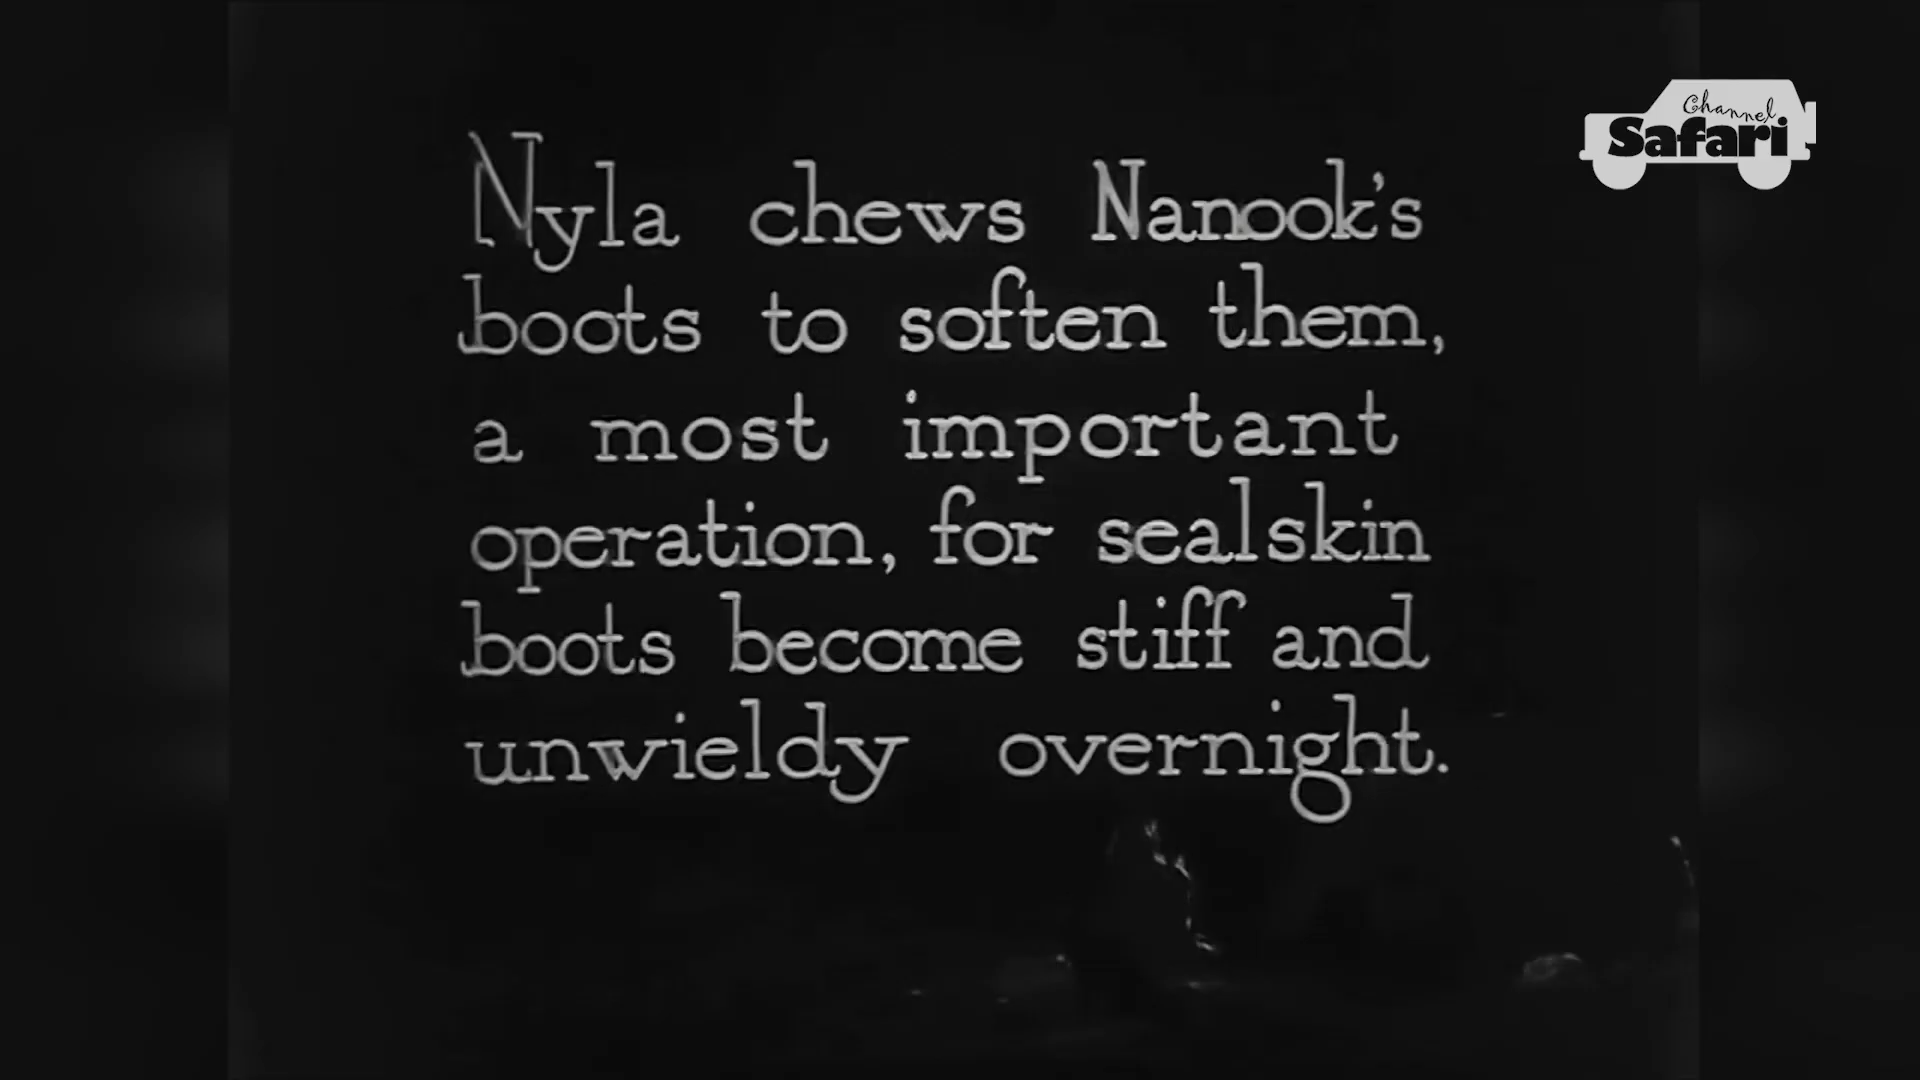 Channel
Safari
Nyla chews Nanook's
boots to soften them,
a most important
operation, for sealskin
boots become stiff and
unwieldy overnight.